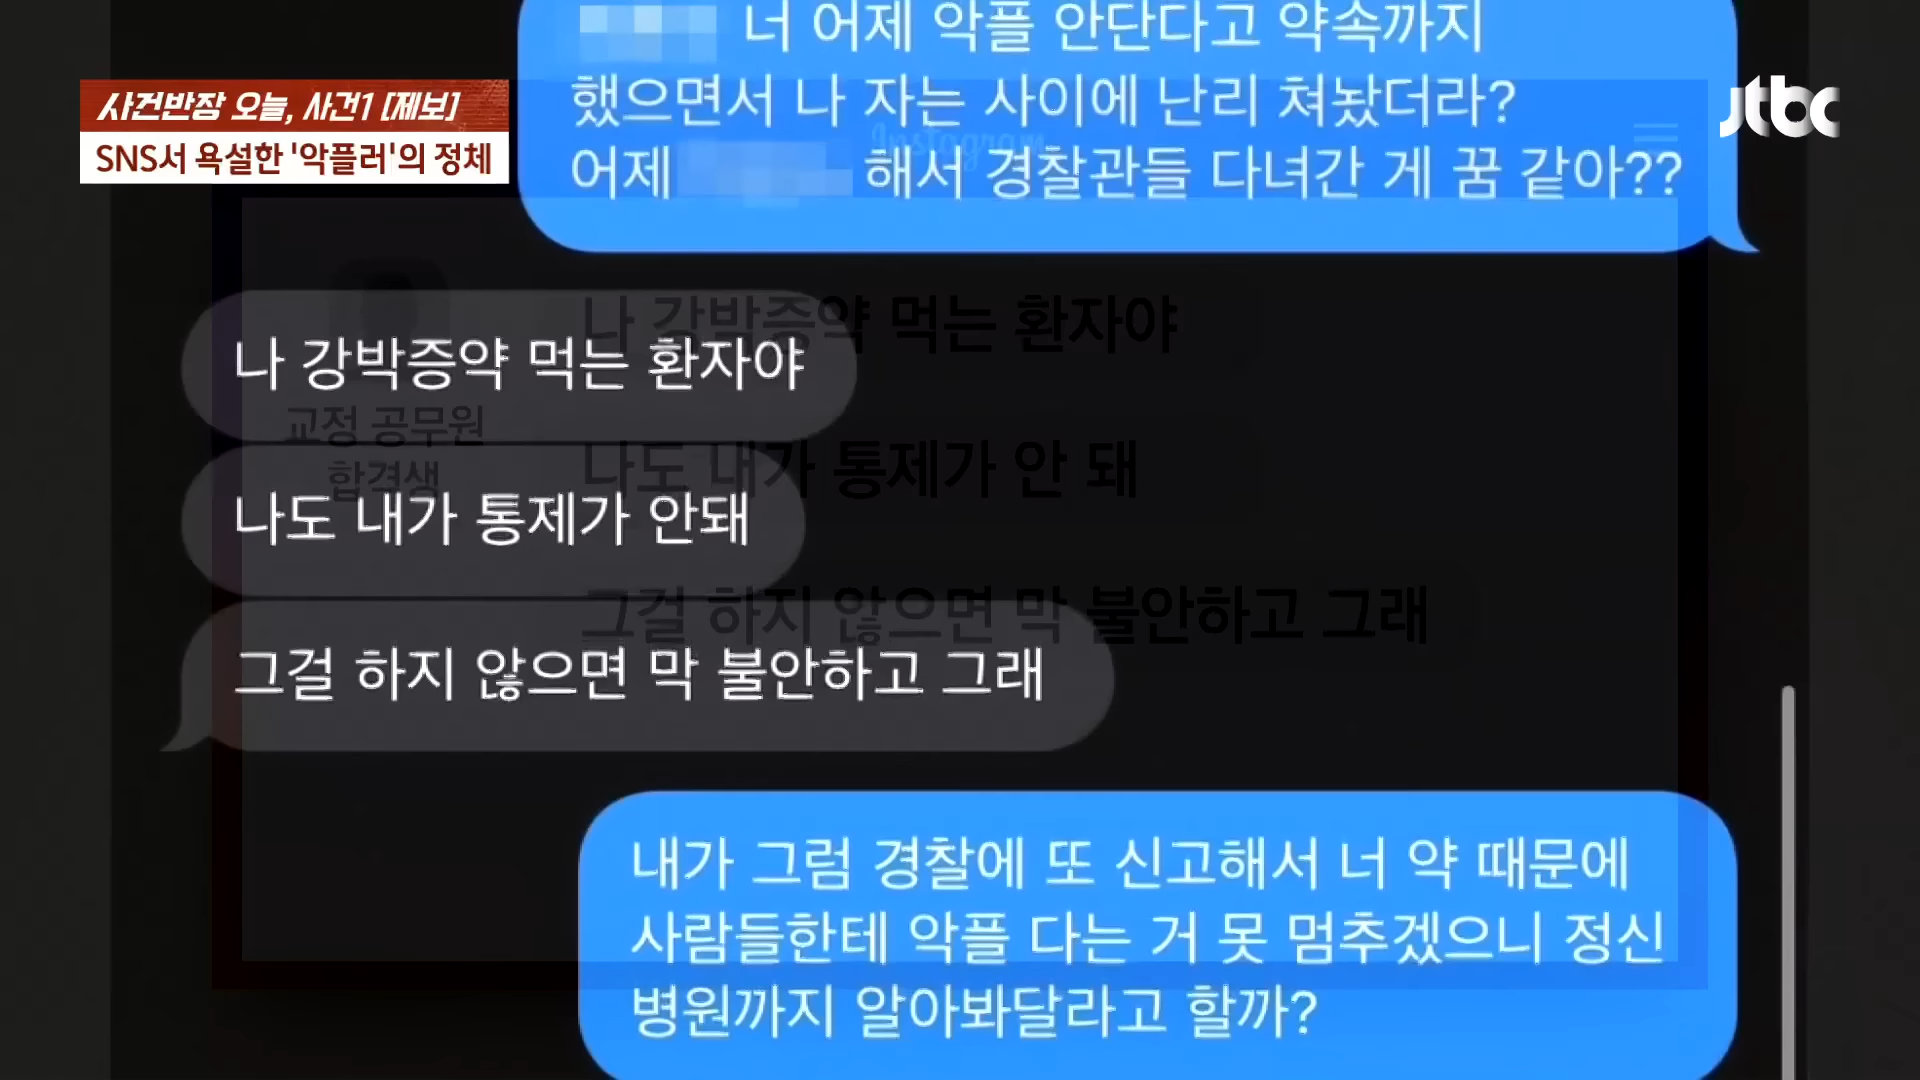 사건반장 오늘, 사건1 [제보]
SNS서 욕설한 '악플러'의 정체
jtbc
너 어제 악플 안단다고 약속까지
했으면서 나 자는 사이에 난리 쳐놨더라?
어제 해서 경찰관들 다녀간 게 꿈 같아??
Instagram
나 강박증약 먹는 환자야
나도 내가 통제가 안돼
그걸 하지 않으면 막 불안하고 그래
교정 공무원
합격생
나 강박증약 먹는 환자야
나도 내가 통제가 안 돼
그걸 하지 않으면 막 불안하고 그래
내가 그럼 경찰에 또 신고해서 너 약 때문에
사람들한테 악플 다는 거 못 멈추겠으니 정신
병원까지 알아봐달라고 할까?